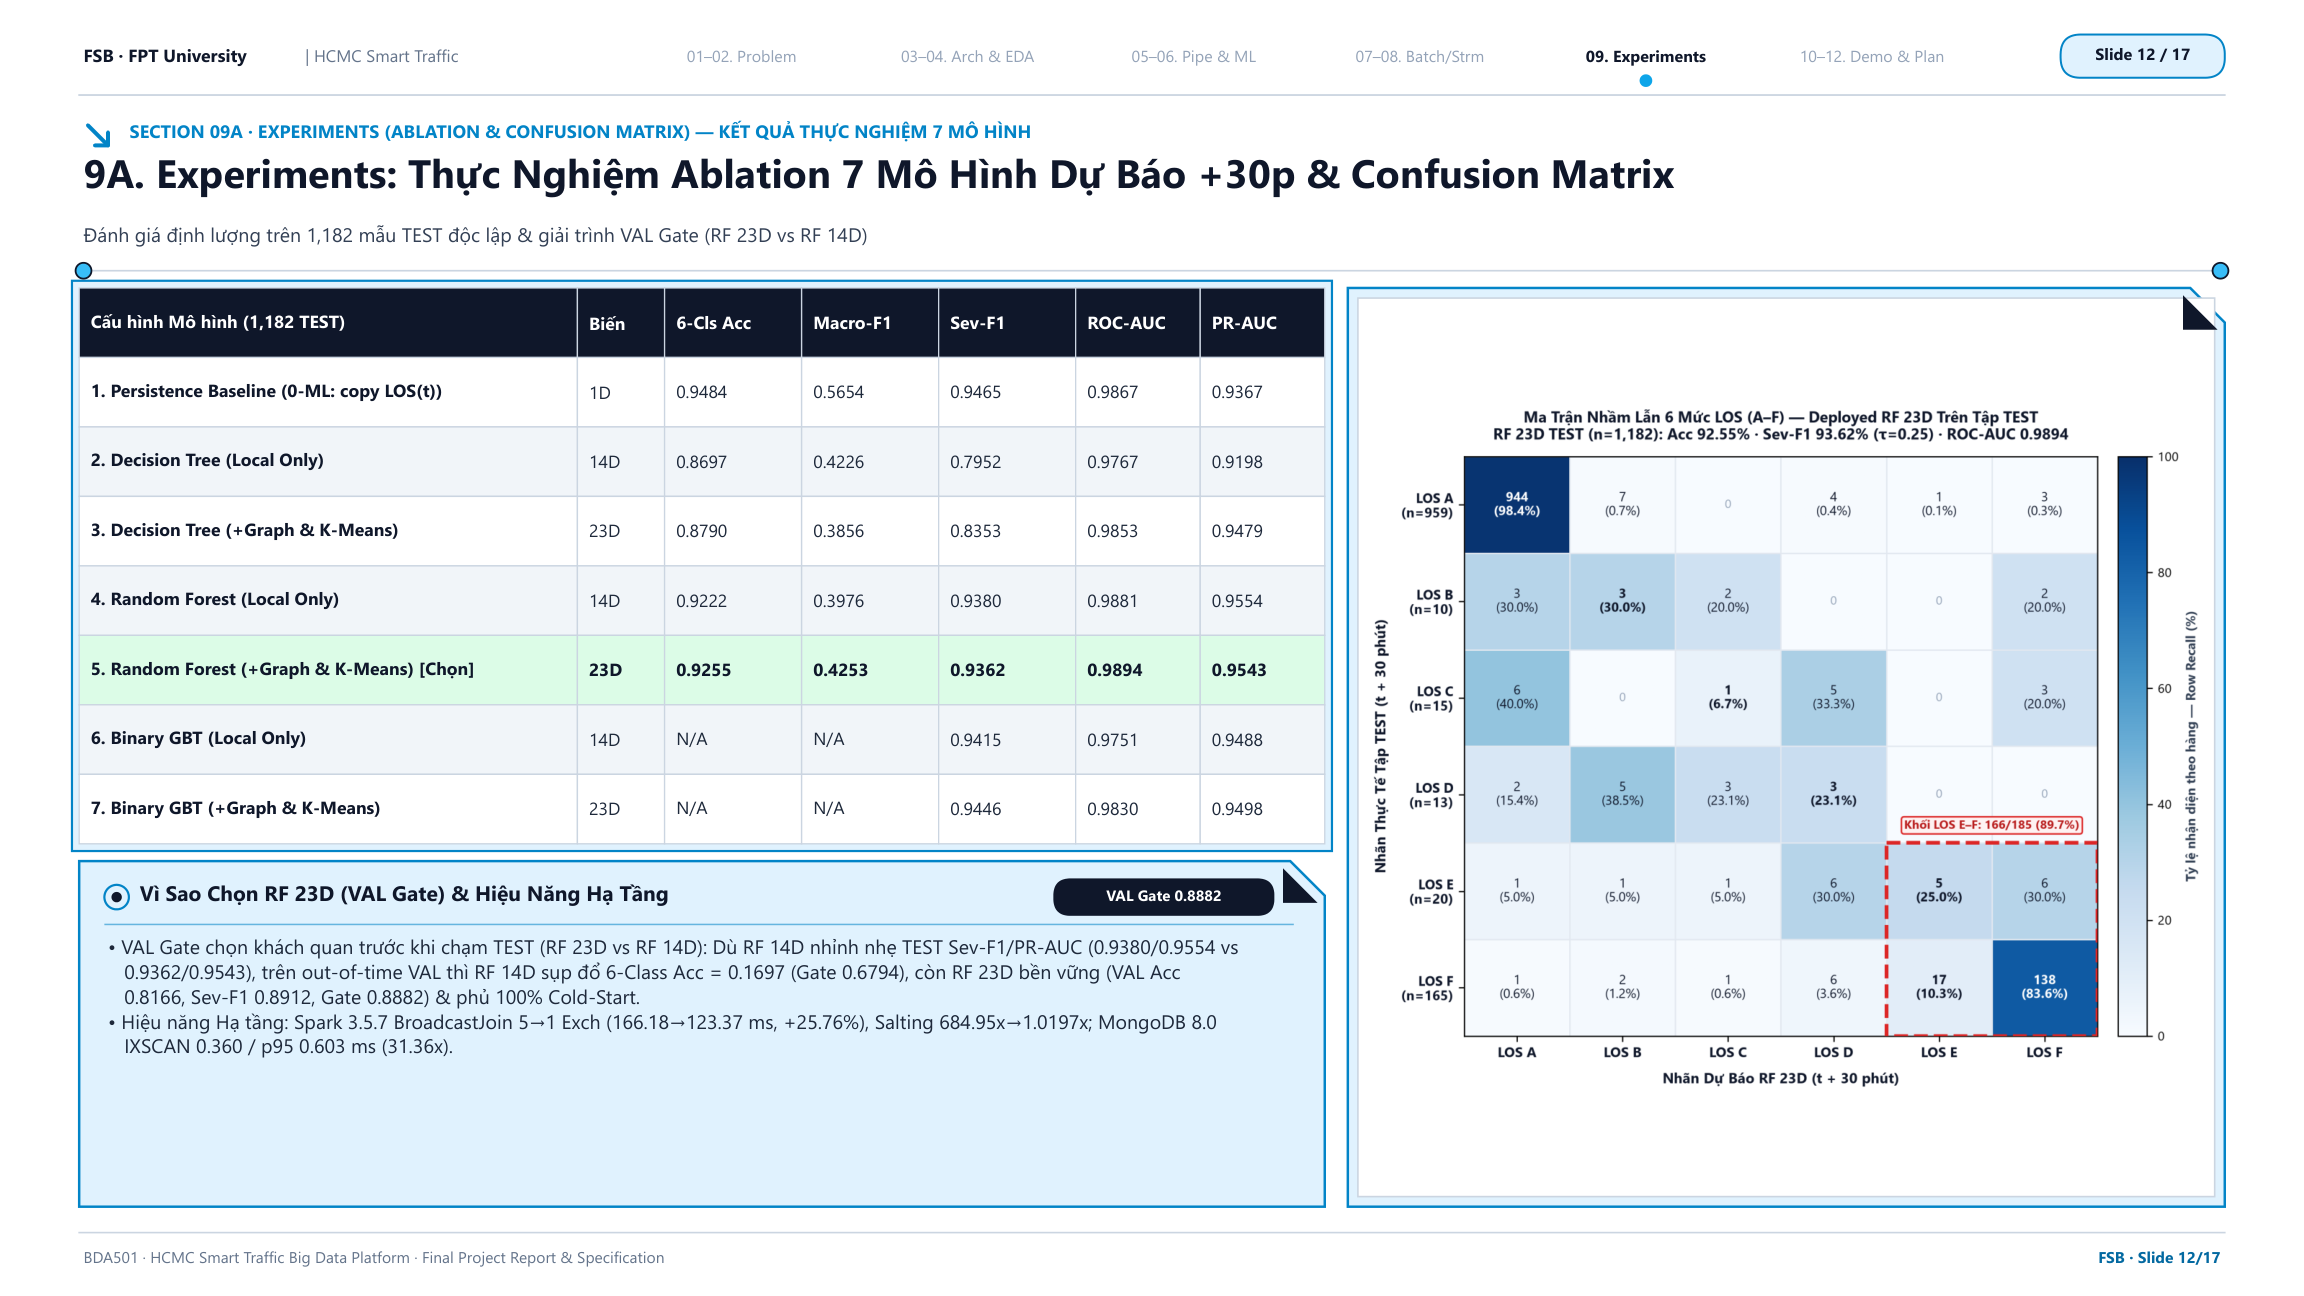 FSB · FPT University | HCMC Smart Traffic 01–02. Problem 03–04. Arch & EDA 05–06. Pipe & ML 07–08. Batch/Strm 09. Experiments 10–12. Demo & Plan Slide 12 / 17
SECTION 09A · EXPERIMENTS (ABLATION & CONFUSION MATRIX) — KẾT QUẢ THỰC NGHIỆM 7 MÔ HÌNH
9A. Experiments: Thực Nghiệm Ablation 7 Mô Hình Dự Báo +30p & Confusion Matrix
Đánh giá định lượng trên 1,182 mẫu TEST độc lập & giải trình VAL Gate (RF 23D vs RF 14D)
Cấu hình Mô hình (1,182 TEST) Biến 6-Cls Acc Macro-F1 Sev-F1 ROC-AUC PR-AUC
1. Persistence Baseline (0-ML: copy LOS(t)) 1D 0.9484 0.5654 0.9465 0.9867 0.9367
2. Decision Tree (Local Only) 14D 0.8697 0.4226 0.7952 0.9767 0.9198
3. Decision Tree (+Graph & K-Means) 23D 0.8790 0.3856 0.8353 0.9853 0.9479
4. Random Forest (Local Only) 14D 0.9222 0.3976 0.9380 0.9881 0.9554
5. Random Forest (+Graph & K-Means) [Chọn] 23D 0.9255 0.4253 0.9362 0.9894 0.9543
6. Binary GBT (Local Only) 14D N/A N/A 0.9415 0.9751 0.9488
7. Binary GBT (+Graph & K-Means) 23D N/A N/A 0.9446 0.9830 0.9498
Vì Sao Chọn RF 23D (VAL Gate) & Hiệu Năng Hạ Tầng VAL Gate 0.8882
• VAL Gate chọn khách quan trước khi chạm TEST (RF 23D vs RF 14D): Dù RF 14D nhỉnh nhẹ TEST Sev-F1/PR-AUC (0.9380/0.9554 vs
0.9362/0.9543), trên out-of-time VAL thì RF 14D sụp đổ 6-Class Acc = 0.1697 (Gate 0.6794), còn RF 23D bền vững (VAL Acc
0.8166, Sev-F1 0.8912, Gate 0.8882) & phủ 100% Cold-Start.
• Hiệu năng Hạ tầng: Spark 3.5.7 BroadcastJoin 5→1 Exch (166.18→123.37 ms, +25.76%), Salting 684.95x→1.0197x; MongoDB 8.0
IXSCAN 0.360 / p95 0.603 ms (31.36x).
Ma Trận Nhầm Lẫn 6 Mức LOS (A–F) — Deployed RF 23D Trên Tập TEST
RF 23D TEST (n=1,182): Acc 92.55% · Sev-F1 93.62% (τ=0.25) · ROC-AUC 0.9894
Nhãn Thực Tế Tập TEST (t + 30 phút)
LOS A 944 7 0 4 1 3
(n=959) (98.4%) (0.7%) (0.4%) (0.1%) (0.3%)
LOS B 3 3 2 0 0 2
(n=10) (30.0%) (30.0%) (20.0%) (20.0%)
LOS C 6 0 1 5 0 3
(n=15) (40.0%) (6.7%) (33.3%) (20.0%)
LOS D 2 5 3 3 0 0
(n=13) (15.4%) (38.5%) (23.1%) (23.1%)
Khối LOS E–F: 166/185 (89.7%)
LOS E 1 1 1 6 5 6
(n=20) (5.0%) (5.0%) (5.0%) (30.0%) (25.0%) (30.0%)
LOS F 1 2 1 6 17 138
(n=165) (0.6%) (1.2%) (0.6%) (3.6%) (10.3%) (83.6%)
LOS A LOS B LOS C LOS D LOS E LOS F
Nhãn Dự Báo RF 23D (t + 30 phút)
100
80
60
40
20
0
Tỷ lệ nhận diện theo hàng — Row Recall (%)
BDA501 · HCMC Smart Traffic Big Data Platform · Final Project Report & Specification
FSB · Slide 12/17